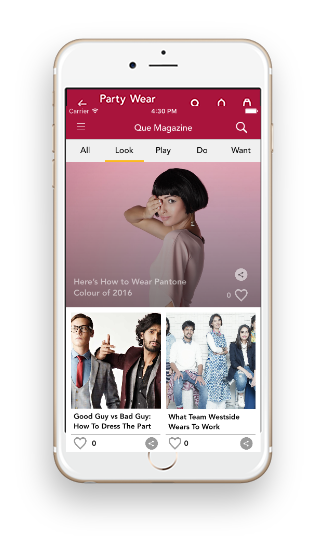 Party Wear
Carrier 4:30 PM
Que Magazine
All Look Play Do Want
Here's How to Wear Pantone
Colour of 2016
0
Good Guy vs Bad Guy:
How To Dress The Part
What Team Westside
Wears To Work
0 0